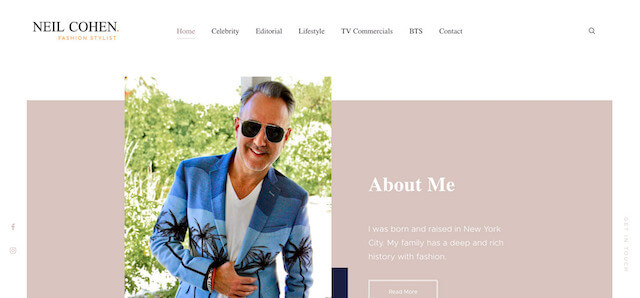 NEIL COHEN.
FASHION STYLIST
Home Celebrity Editorial Lifestyle TV Commercials BTS Contact
About Me
I was born and raised in New York
City. My family has a deep and rich
history with fashion.
Read More
GET IN TOUCH